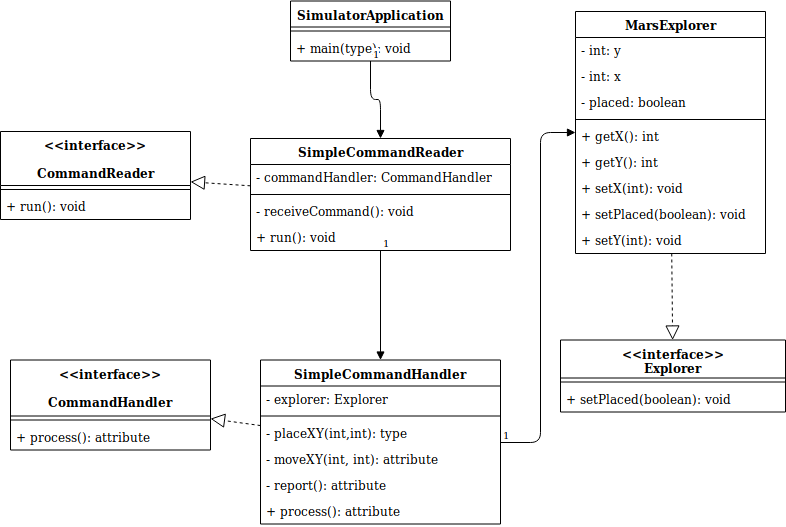 SimulatorApplication
+ main(type): void
1
MarsExplorer
- int: y
- int: x
- placed: boolean
+ getX(): int
+ getY(): int
+ setX(int): void
+ setPlaced(boolean): void
+ setY(int): void
<<interface>>
CommandReader
+ run(): void
SimpleCommandReader
- commandHandler: CommandHandler
- receiveCommand(): void
+ run(): void
1
<<interface>>
Explorer
+ setPlaced(boolean): void
<<interface>>
CommandHandler
+ process(): attribute
SimpleCommandHandler
- explorer: Explorer
- placeXY(int,int): type
- moveXY(int, int): attribute
- report(): attribute
+ process(): attribute
1